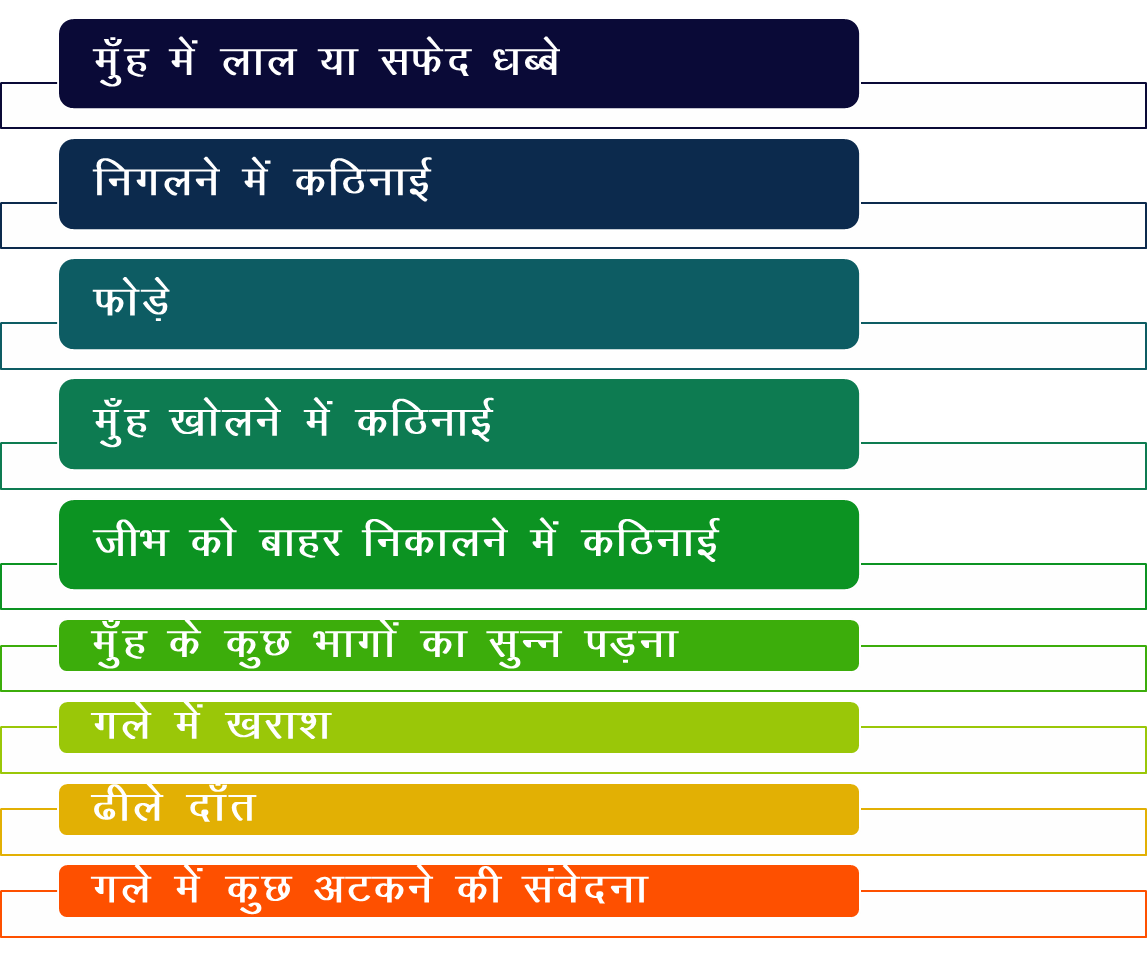 मुँह में लाल या सफेद धब्बे
निगलने में कठिनाई
फोड़े
मुँह खोलने में कठिनाई
जीभ को बाहर निकालने में कठिनाई
मुँह के कुछ भागों का सुन्न पड़ना
गले में खराश
ढीले दाँत
गले में कुछ अटकने की संवेदना